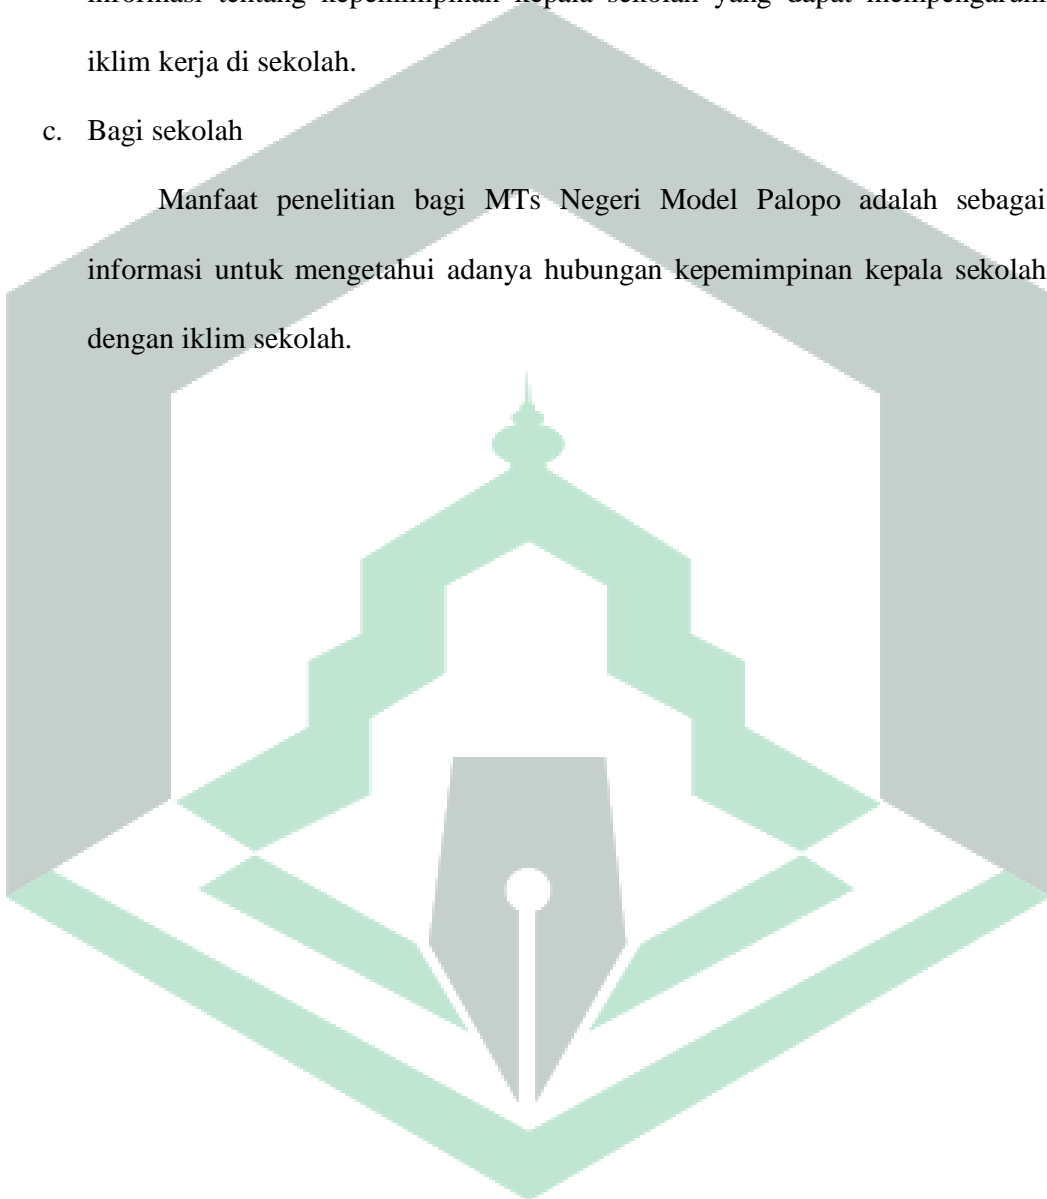 informasi tentang kepemimpinan kepala sekolah yang dapat mempengaruhi
iklim kerja di sekolah.
c. Bagi sekolah
Manfaat penelitian bagi MTs Negeri Model Palopo adalah sebagai
informasi untuk mengetahui adanya hubungan kepemimpinan kepala sekolah
dengan iklim sekolah.